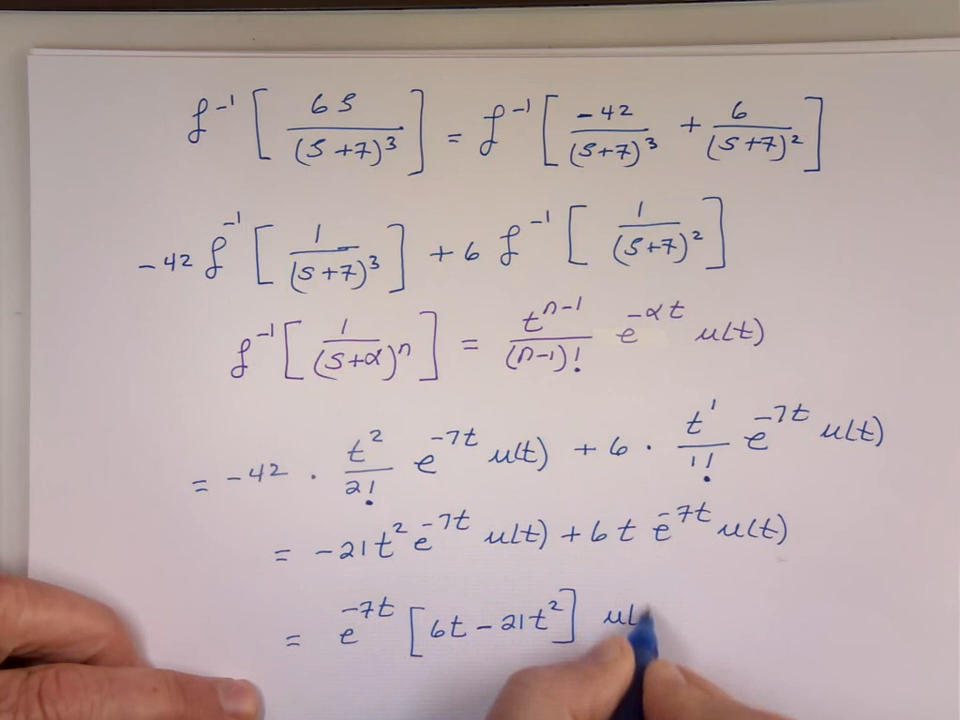 ℒ⁻¹ [ 6s / (s+7)³ ] = ℒ⁻¹ [ -42 / (s+7)³ + 6 / (s+7)² ]
-42 ℒ⁻¹ [ 1 / (s+7)³ ] + 6 ℒ⁻¹ [ 1 / (s+7)² ]
ℒ⁻¹ [ 1 / (s+α)ⁿ ] = tⁿ⁻¹ / (n-1)! e^{-αt} u(t)
= -42 · t² / 2! e^{-7t} u(t) + 6 · t¹ / 1! e^{-7t} u(t)
= -21t² e^{-7t} u(t) + 6t e^{-7t} u(t)
= e^{-7t} [ 6t - 21t² ] u(